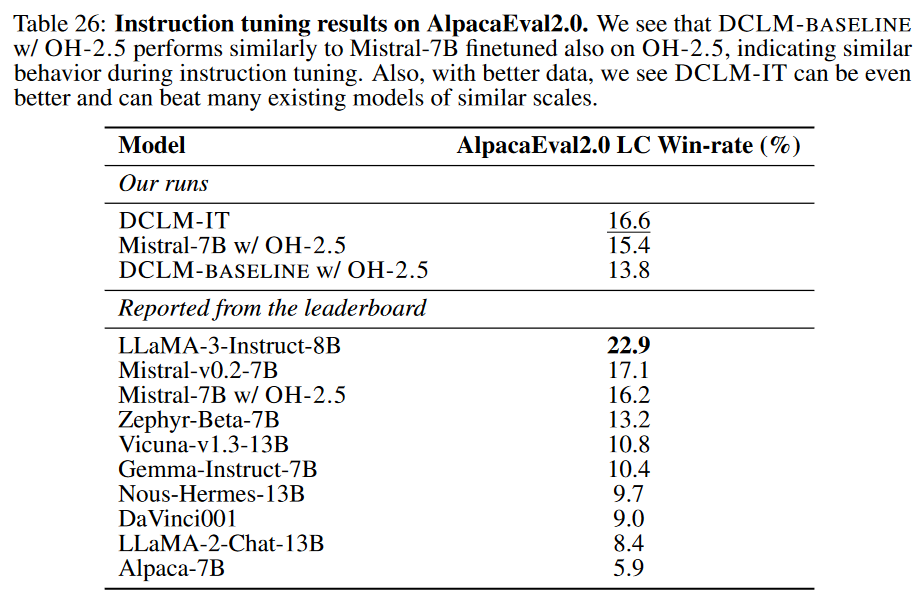 Table 26: Instruction tuning results on AlpacaEval2.0. We see that DCLM-BASELINE
w/ OH-2.5 performs similarly to Mistral-7B finetuned also on OH-2.5, indicating similar
behavior during instruction tuning. Also, with better data, we see DCLM-IT can be even
better and can beat many existing models of similar scales.
Model AlpacaEval2.0 LC Win-rate (%)
Our runs
DCLM-IT 16.6
Mistral-7B w/ OH-2.5 15.4
DCLM-BASELINE w/ OH-2.5 13.8
Reported from the leaderboard
LLaMA-3-Instruct-8B 22.9
Mistral-v0.2-7B 17.1
Mistral-7B w/ OH-2.5 16.2
Zephyr-Beta-7B 13.2
Vicuna-v1.3-13B 10.8
Gemma-Instruct-7B 10.4
Nous-Hermes-13B 9.7
DaVinci001 9.0
LLaMA-2-Chat-13B 8.4
Alpaca-7B 5.9